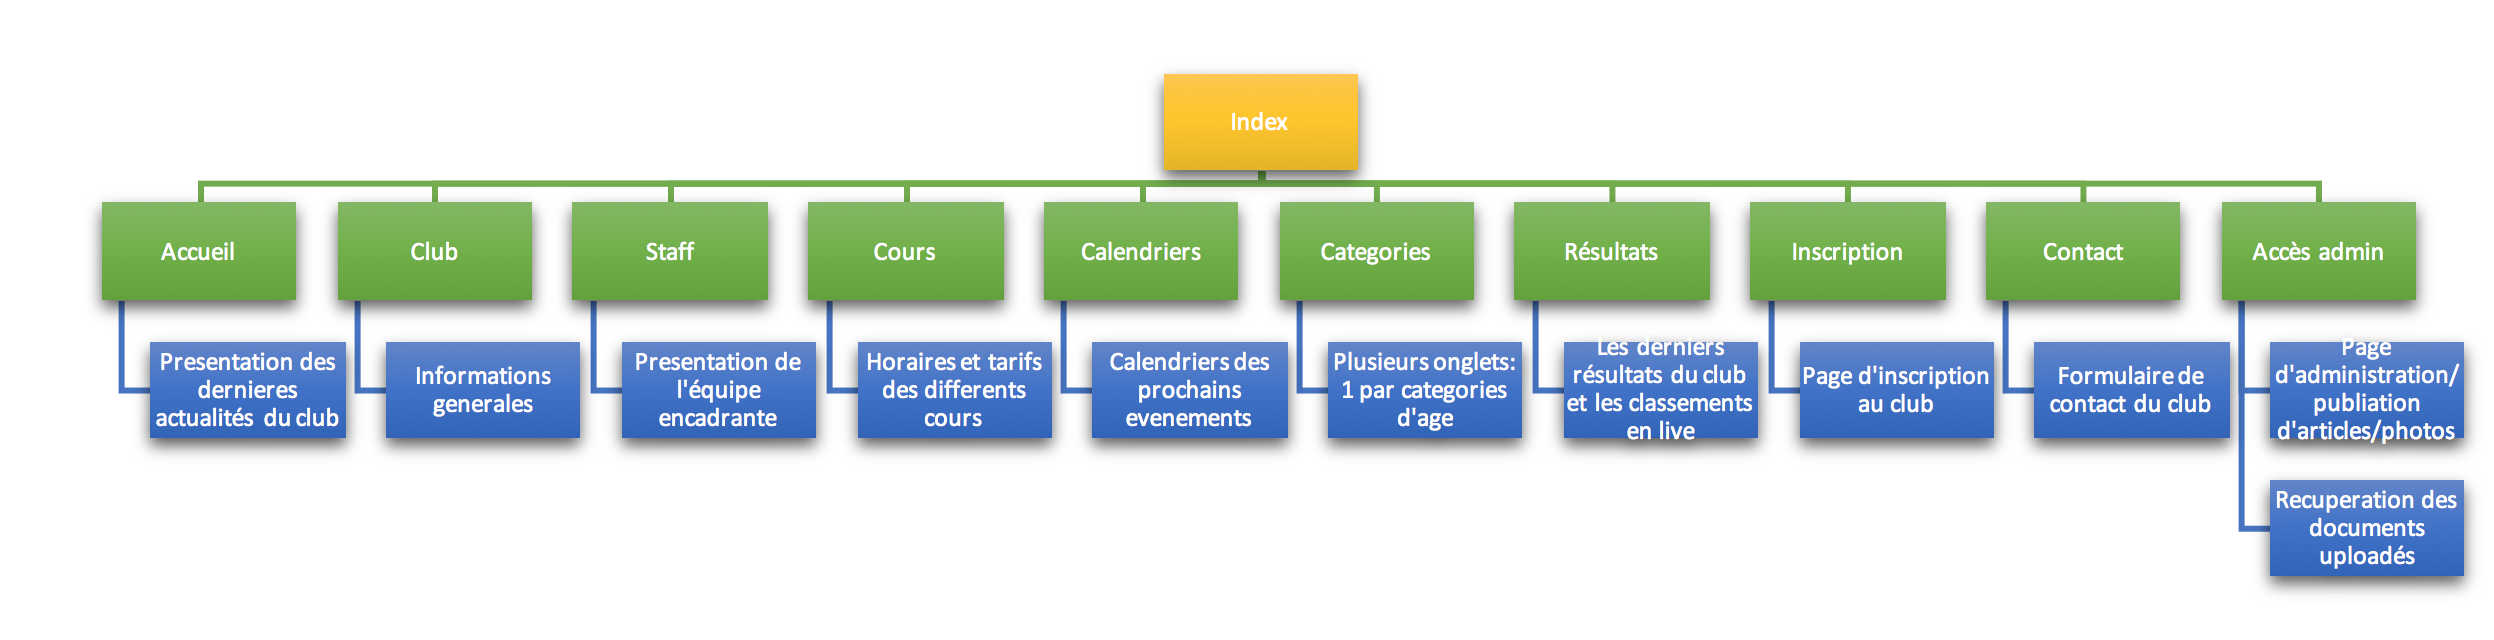 Index
Accueil
Club
Staff
Cours
Calendriers
Categories
Résultats
Inscription
Contact
Accès admin
Presentation des
dernieres
actualités du club
Informations
generales
Presentation de
l'équipe
encadrante
Horaires et tarifs
des differents
cours
Calendriers des
prochains
evenements
Plusieurs onglets:
1 par categories
d'age
Les derniers
résultats du club
et les classements
en live
Page d'inscription
au club
Formulaire de
contact du club
Page
d'administration/
publiation
d'articles/photos
Recuperation des
documents
uploadés